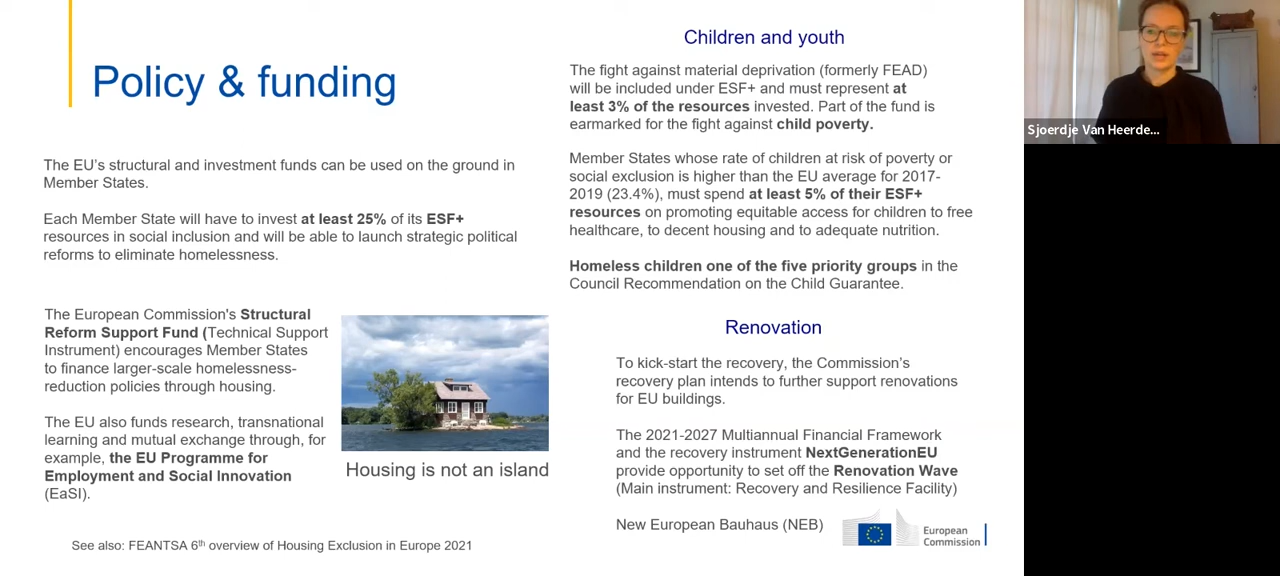 Policy & funding
The EU's structural and investment funds can be used on the ground in
Member States.
Each Member State will have to invest at least 25% of its ESF+
resources in social inclusion and will be able to launch strategic political
reforms to eliminate homelessness.
The European Commission's Structural
Reform Support Fund (Technical Support
Instrument) encourages Member States
to finance larger-scale homelessness-
reduction policies through housing.
The EU also funds research, transnational
learning and mutual exchange through, for
example, the EU Programme for
Employment and Social Innovation
(EaSI).
Housing is not an island
See also: FEANTSA 6th overview of Housing Exclusion in Europe 2021
Children and youth
The fight against material deprivation (formerly FEAD)
will be included under ESF+ and must represent at
least 3% of the resources invested. Part of the fund is
earmarked for the fight against child poverty.
Member States whose rate of children at risk of poverty or
social exclusion is higher than the EU average for 2017-
2019 (23.4%), must spend at least 5% of their ESF+
resources on promoting equitable access for children to free
healthcare, to decent housing and to adequate nutrition.
Homeless children one of the five priority groups in the
Council Recommendation on the Child Guarantee.
Renovation
To kick-start the recovery, the Commission's
recovery plan intends to further support renovations
for EU buildings.
The 2021-2027 Multiannual Financial Framework
and the recovery instrument NextGenerationEU
provide opportunity to set off the Renovation Wave
(Main instrument: Recovery and Resilience Facility)
New European Bauhaus (NEB)
European
Commission
Sjoerdje Van Heerde...